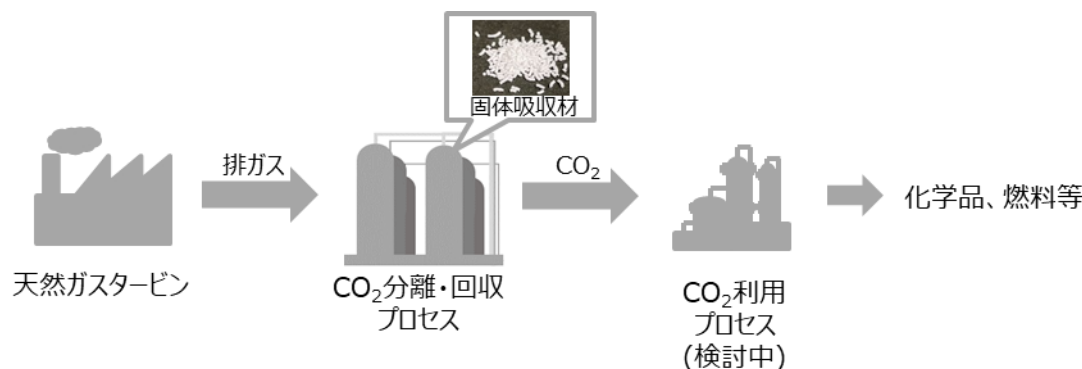 固体吸収材
排ガス
CO₂
化学品、燃料等
天然ガスタービン
CO₂分離・回収
プロセス
CO₂利用
プロセス
(検討中)